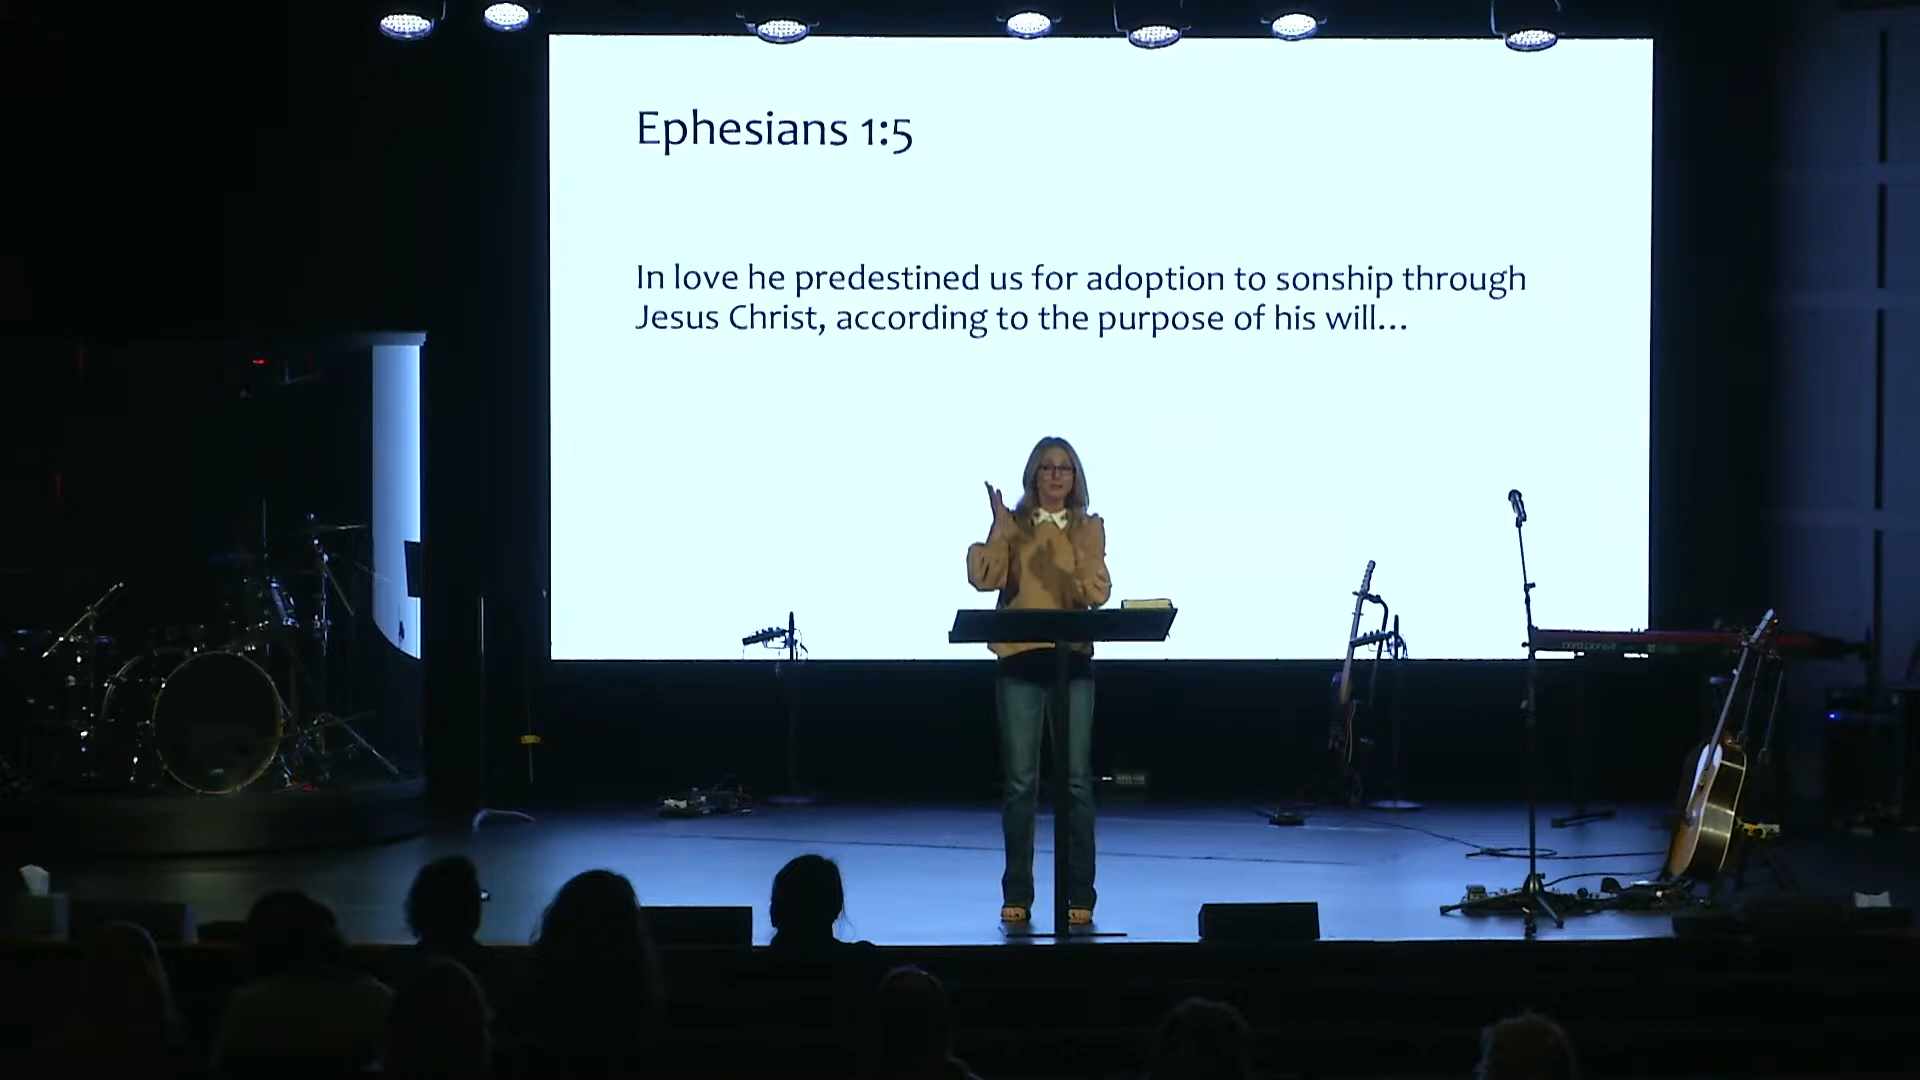 Ephesians 1:5
In love he predestined us for adoption to sonship through
Jesus Christ, according to the purpose of his will...